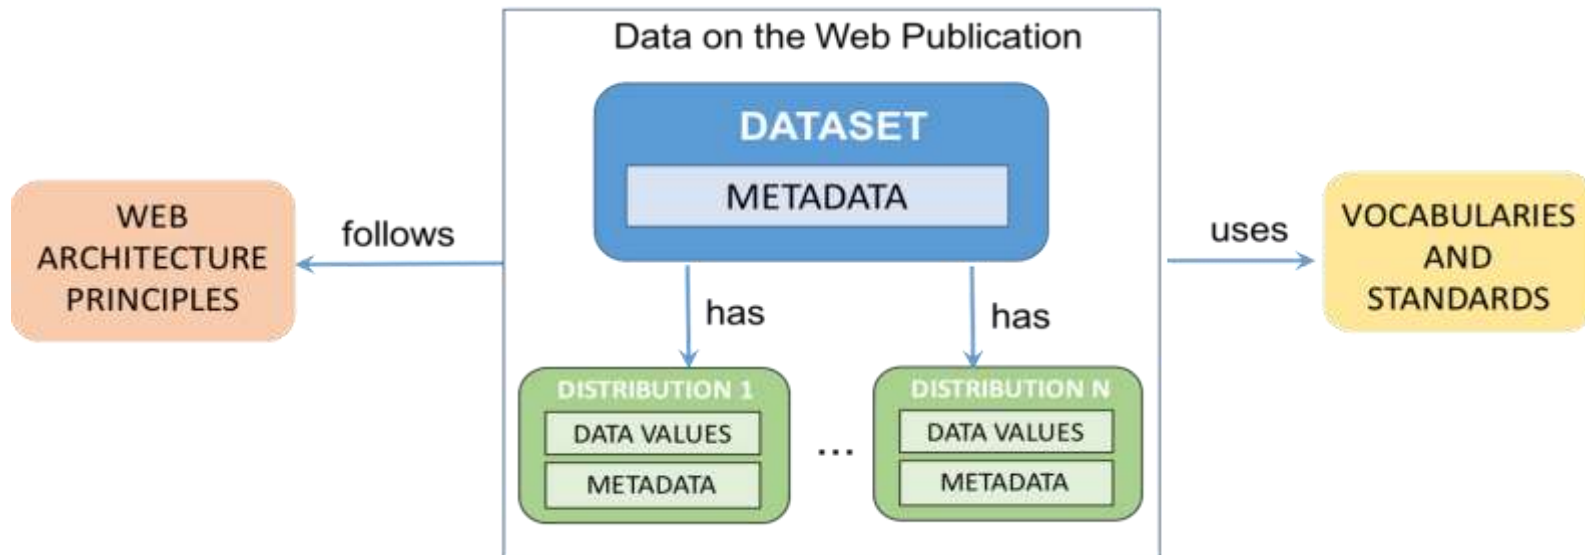 Data on the Web Publication
DATASET
METADATA
WEB
ARCHITECTURE
PRINCIPLES
follows
uses
VOCABULARIES
AND
STANDARDS
has
has
DISTRIBUTION 1
DATA VALUES
METADATA
...
DISTRIBUTION N
DATA VALUES
METADATA